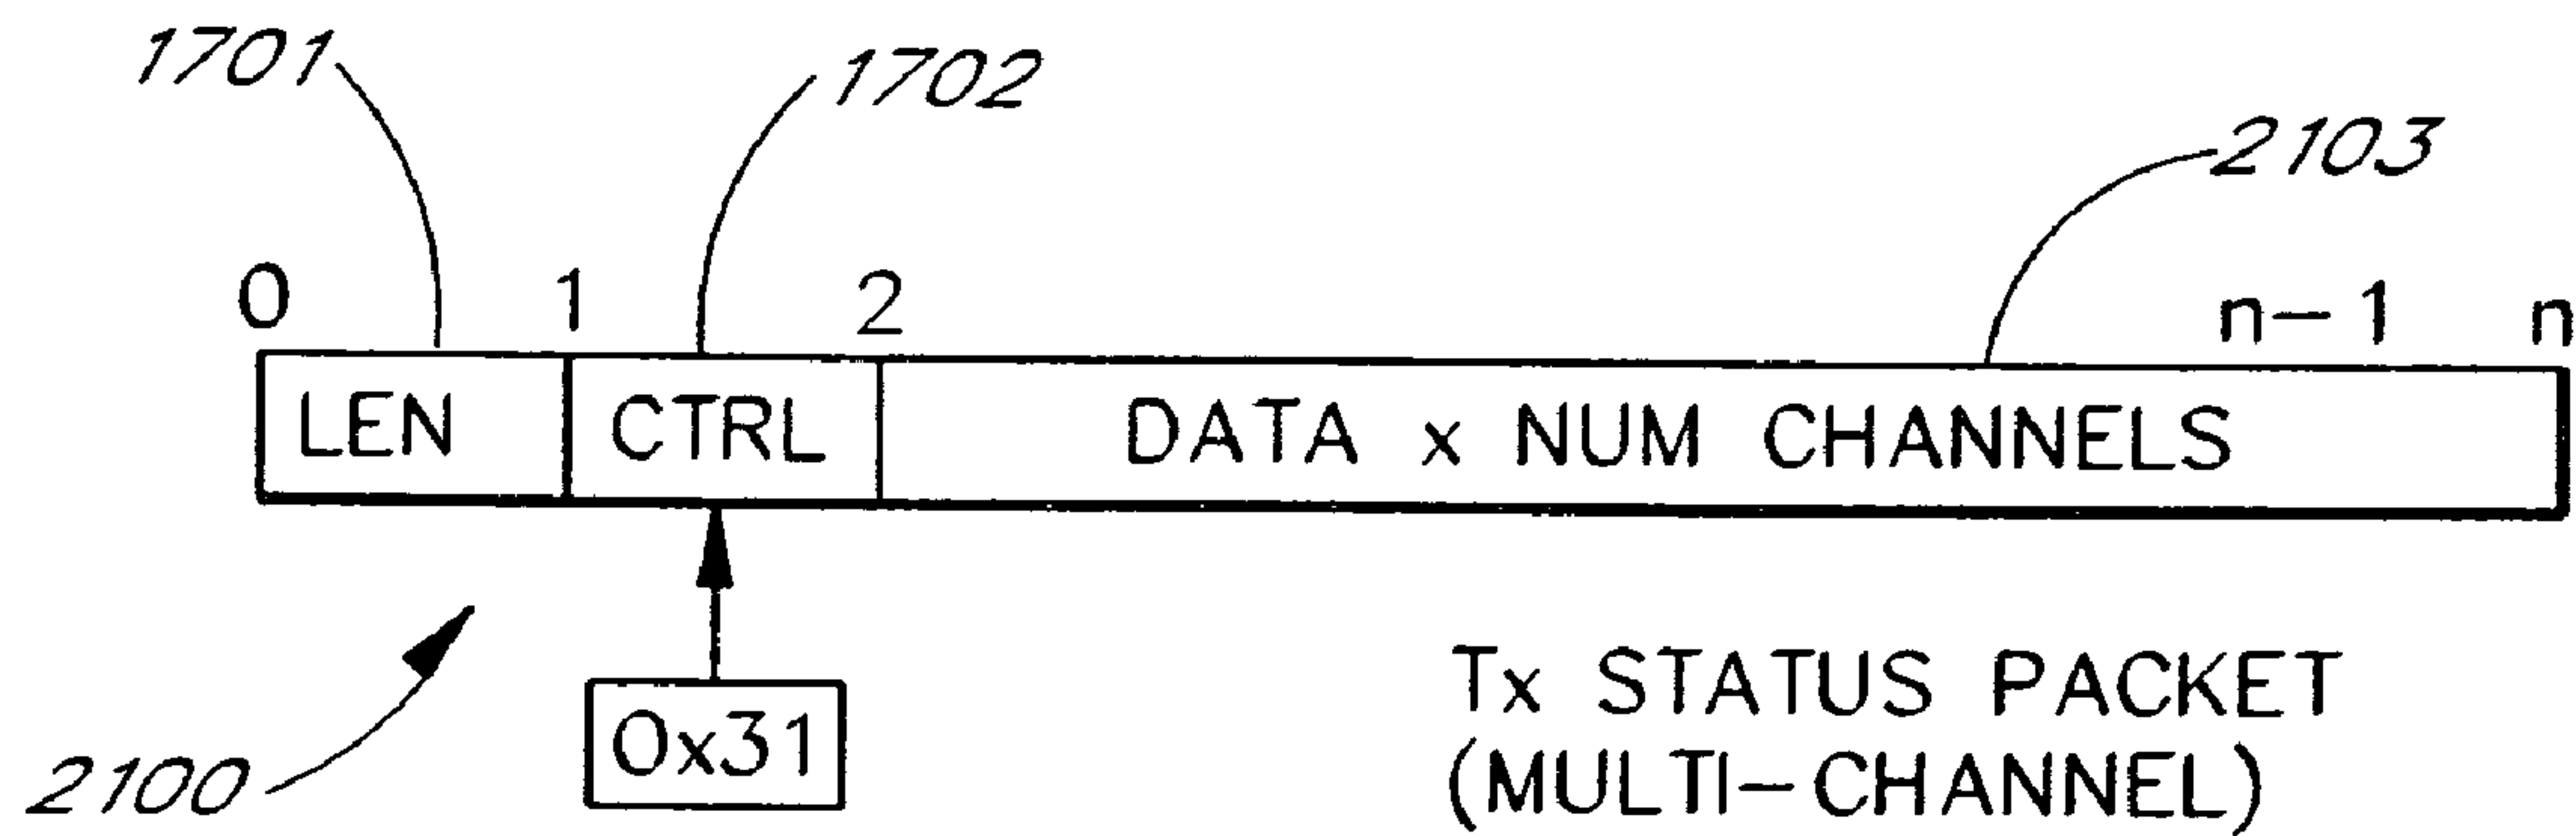 1701
1702
2103
0 1 2 n-1 n
LEN CTRL DATA x NUM CHANNELS
0x31
2100
Tx STATUS PACKET
(MULTI-CHANNEL)